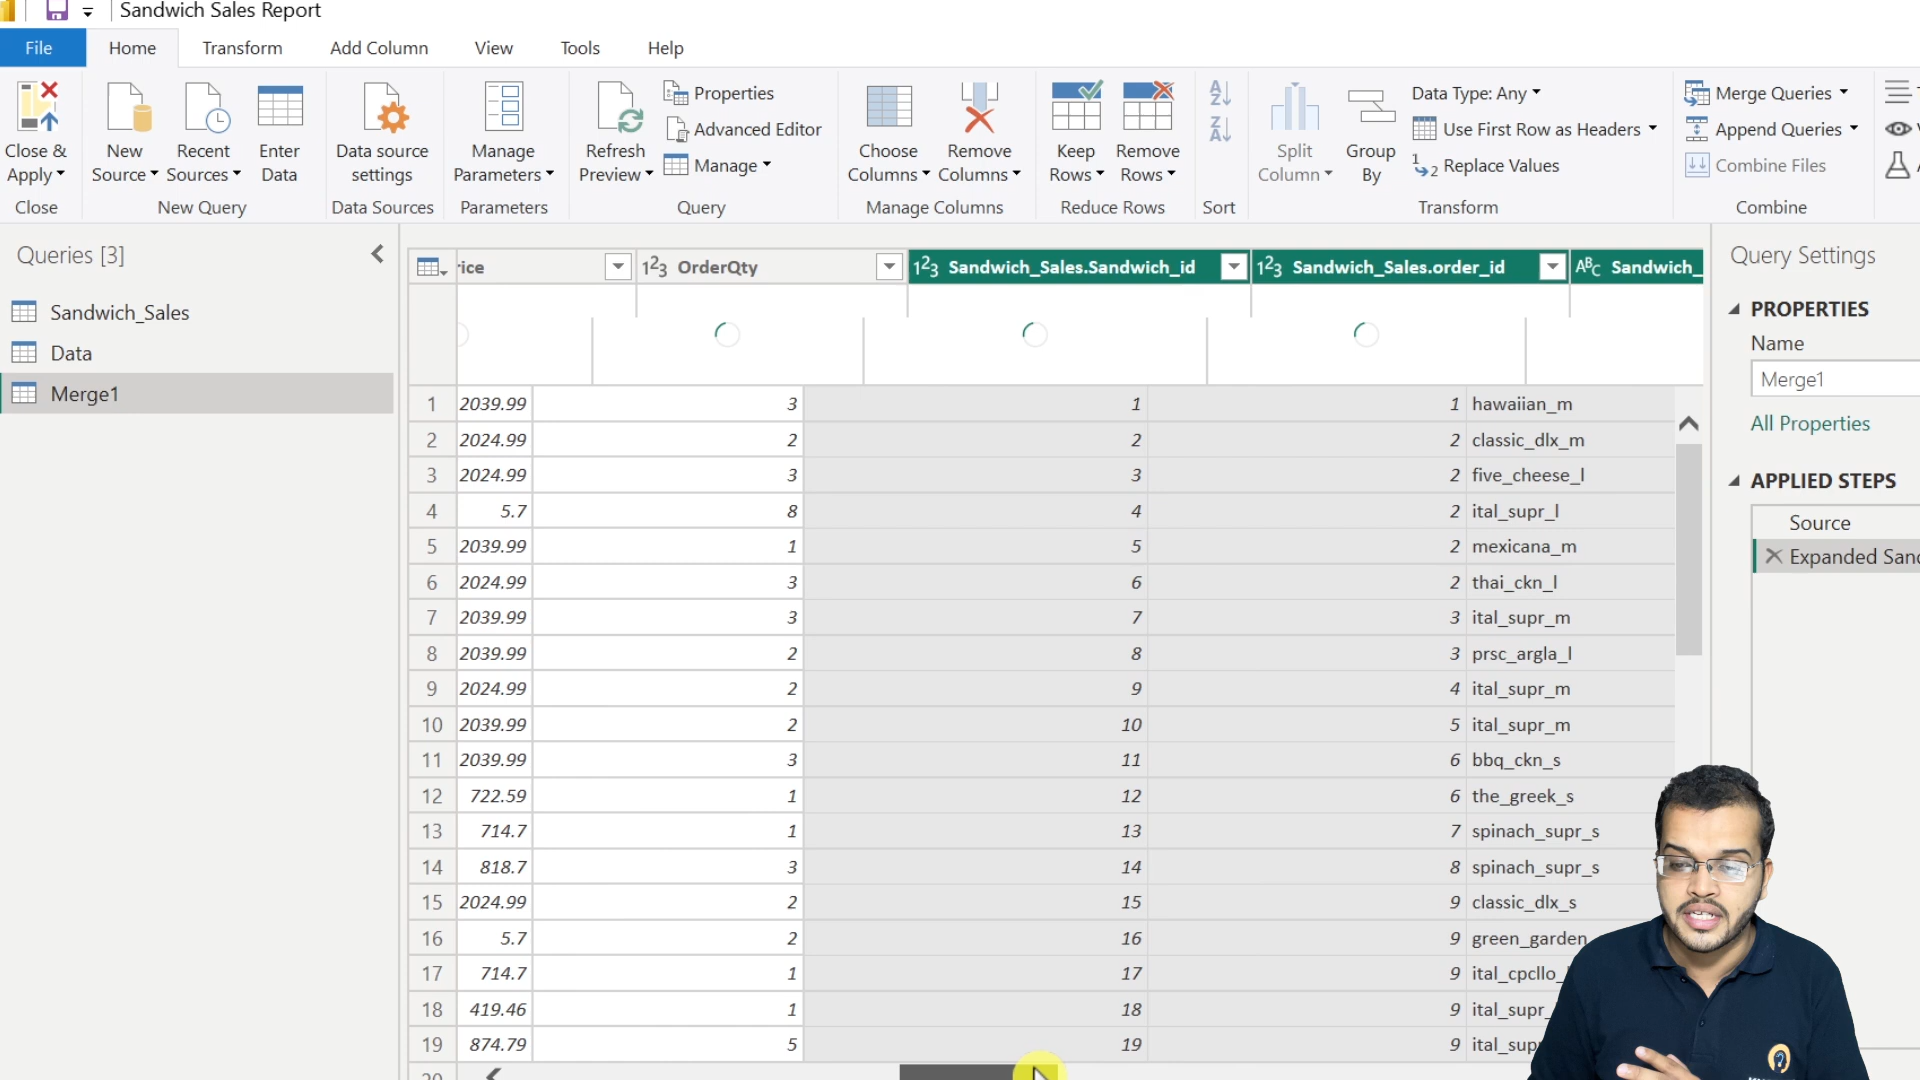 Sandwich Sales Report
File Home Transform Add Column View Tools Help
Close & Apply
Close
New Source
Recent Sources
Enter Data
New Query
Data source settings
Data Sources
Manage Parameters
Parameters
Refresh Preview
Properties
Advanced Editor
Manage
Query
Choose Columns
Remove Columns
Manage Columns
Keep Rows
Remove Rows
Reduce Rows
Sort
Split Column
Group By
Data Type: Any
Use First Row as Headers
Replace Values
Transform
Merge Queries
Append Queries
Combine Files
Combine
Queries [3]
Sandwich_Sales
Data
Merge1
rice 123 OrderQty 123 Sandwich_Sales.Sandwich_id 123 Sandwich_Sales.order_id ABC Sandwich_
1 2039.99 3 1 1 hawaiian_m
2 2024.99 2 2 2 classic_dlx_m
3 2024.99 3 3 2 five_cheese_l
4 5.7 8 4 2 ital_supr_l
5 2039.99 1 5 2 mexicana_m
6 2024.99 3 6 2 thai_ckn_l
7 2039.99 3 7 3 ital_supr_m
8 2039.99 2 8 3 prsc_argla_l
9 2024.99 2 9 4 ital_supr_m
10 2039.99 2 10 5 ital_supr_m
11 2039.99 3 11 6 bbq_ckn_s
12 722.59 1 12 6 the_greek_s
13 714.7 1 13 7 spinach_supr_s
14 818.7 3 14 8 spinach_supr_s
15 2024.99 2 15 9 classic_dlx_s
16 5.7 2 16 9 green_garden_
17 714.7 1 17 9 ital_cpcllo_
18 419.46 1 18 9 ital_supr_
19 874.79 5 19 9 ital_sup
Query Settings
PROPERTIES
Name
Merge1
All Properties
APPLIED STEPS
Source
Expanded Sand